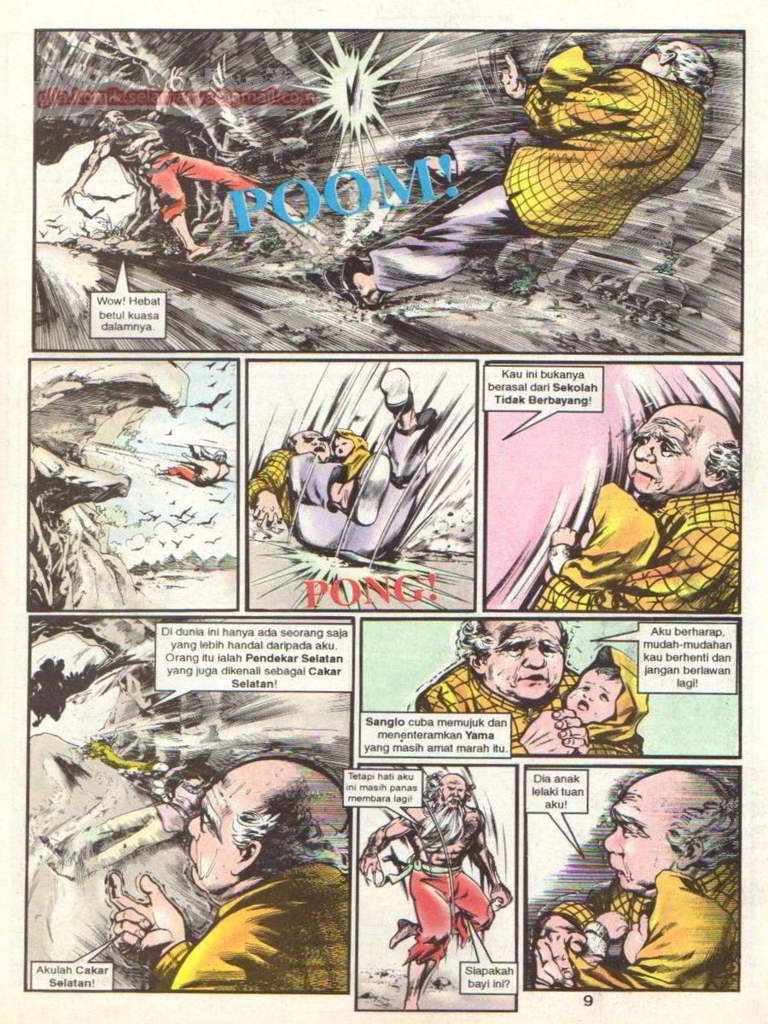 POOM!
Wow! Hebat
betul kuasa
dalamnya.
PONG!
Kau ini bukanya
berasal dari Sekolah
Tidak Berbayang!
Di dunia ini hanya ada seorang saja
yang lebih handal daripada aku.
Orang itu ialah Pendekar Selatan
yang juga dikenali sebagai Cakar
Selatan!
Akulah Cakar
Selatan!
Aku berharap,
mudah-mudahan
kau berhenti dan
jangan berlawan
lagi!
Sanglo cuba memujuk dan
menenteramkan Yama
yang masih amat marah itu.
Tetapi hati aku
ini masih panas
membara lagi!
Siapakah
bayi ini?
Dia anak
lelaki tuan
aku!
9